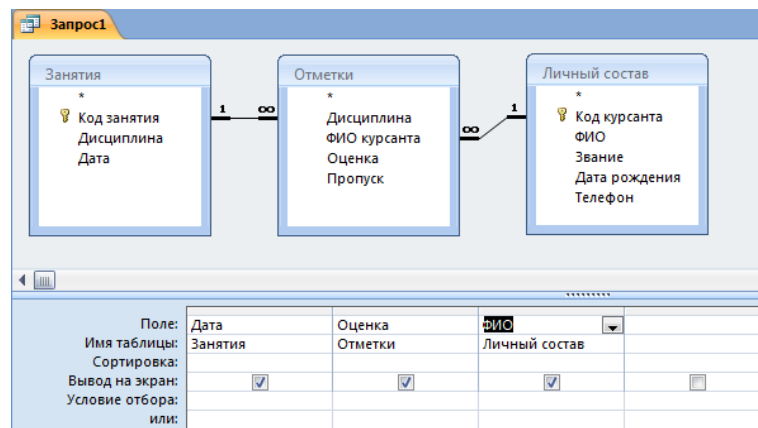 Запрос1
Занятия
*
Код занятия
Дисциплина
Дата
1 ∞
Отметки
*
Дисциплина
ФИО курсанта
Оценка
Пропуск
∞ 1
Личный состав
*
Код курсанта
ФИО
Звание
Дата рождения
Телефон
Поле: Дата Оценка ФИО
Имя таблицы: Занятия Отметки Личный состав
Сортировка:
Вывод на экран:
Условие отбора:
или: